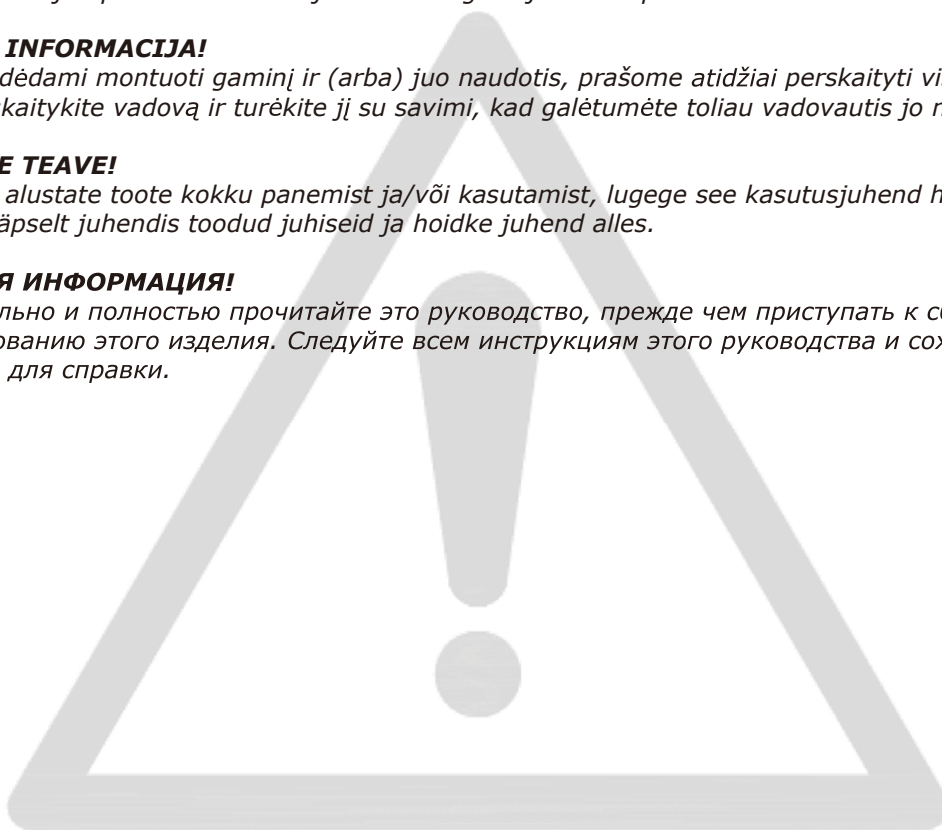 INFORMACIJA!
dėdami montuoti gaminį ir (arba) juo naudotis, prašome atidžiai perskaityti
kaitykite vadovą ir turėkite jį su savimi, kad galėtumėte toliau vadovautis jo
E TEAVE!
alustate toote kokku panemist ja/või kasutamist, lugege see kasutusjuhend
äpselt juhendis toodud juhiseid ja hoidke juhend alles.
Я ИНФОРМАЦИЯ!
льно и полностью прочитайте это руководство, прежде чем приступать к
ованию этого изделия. Следуйте всем инструкциям этого руководства и сох
для справки.